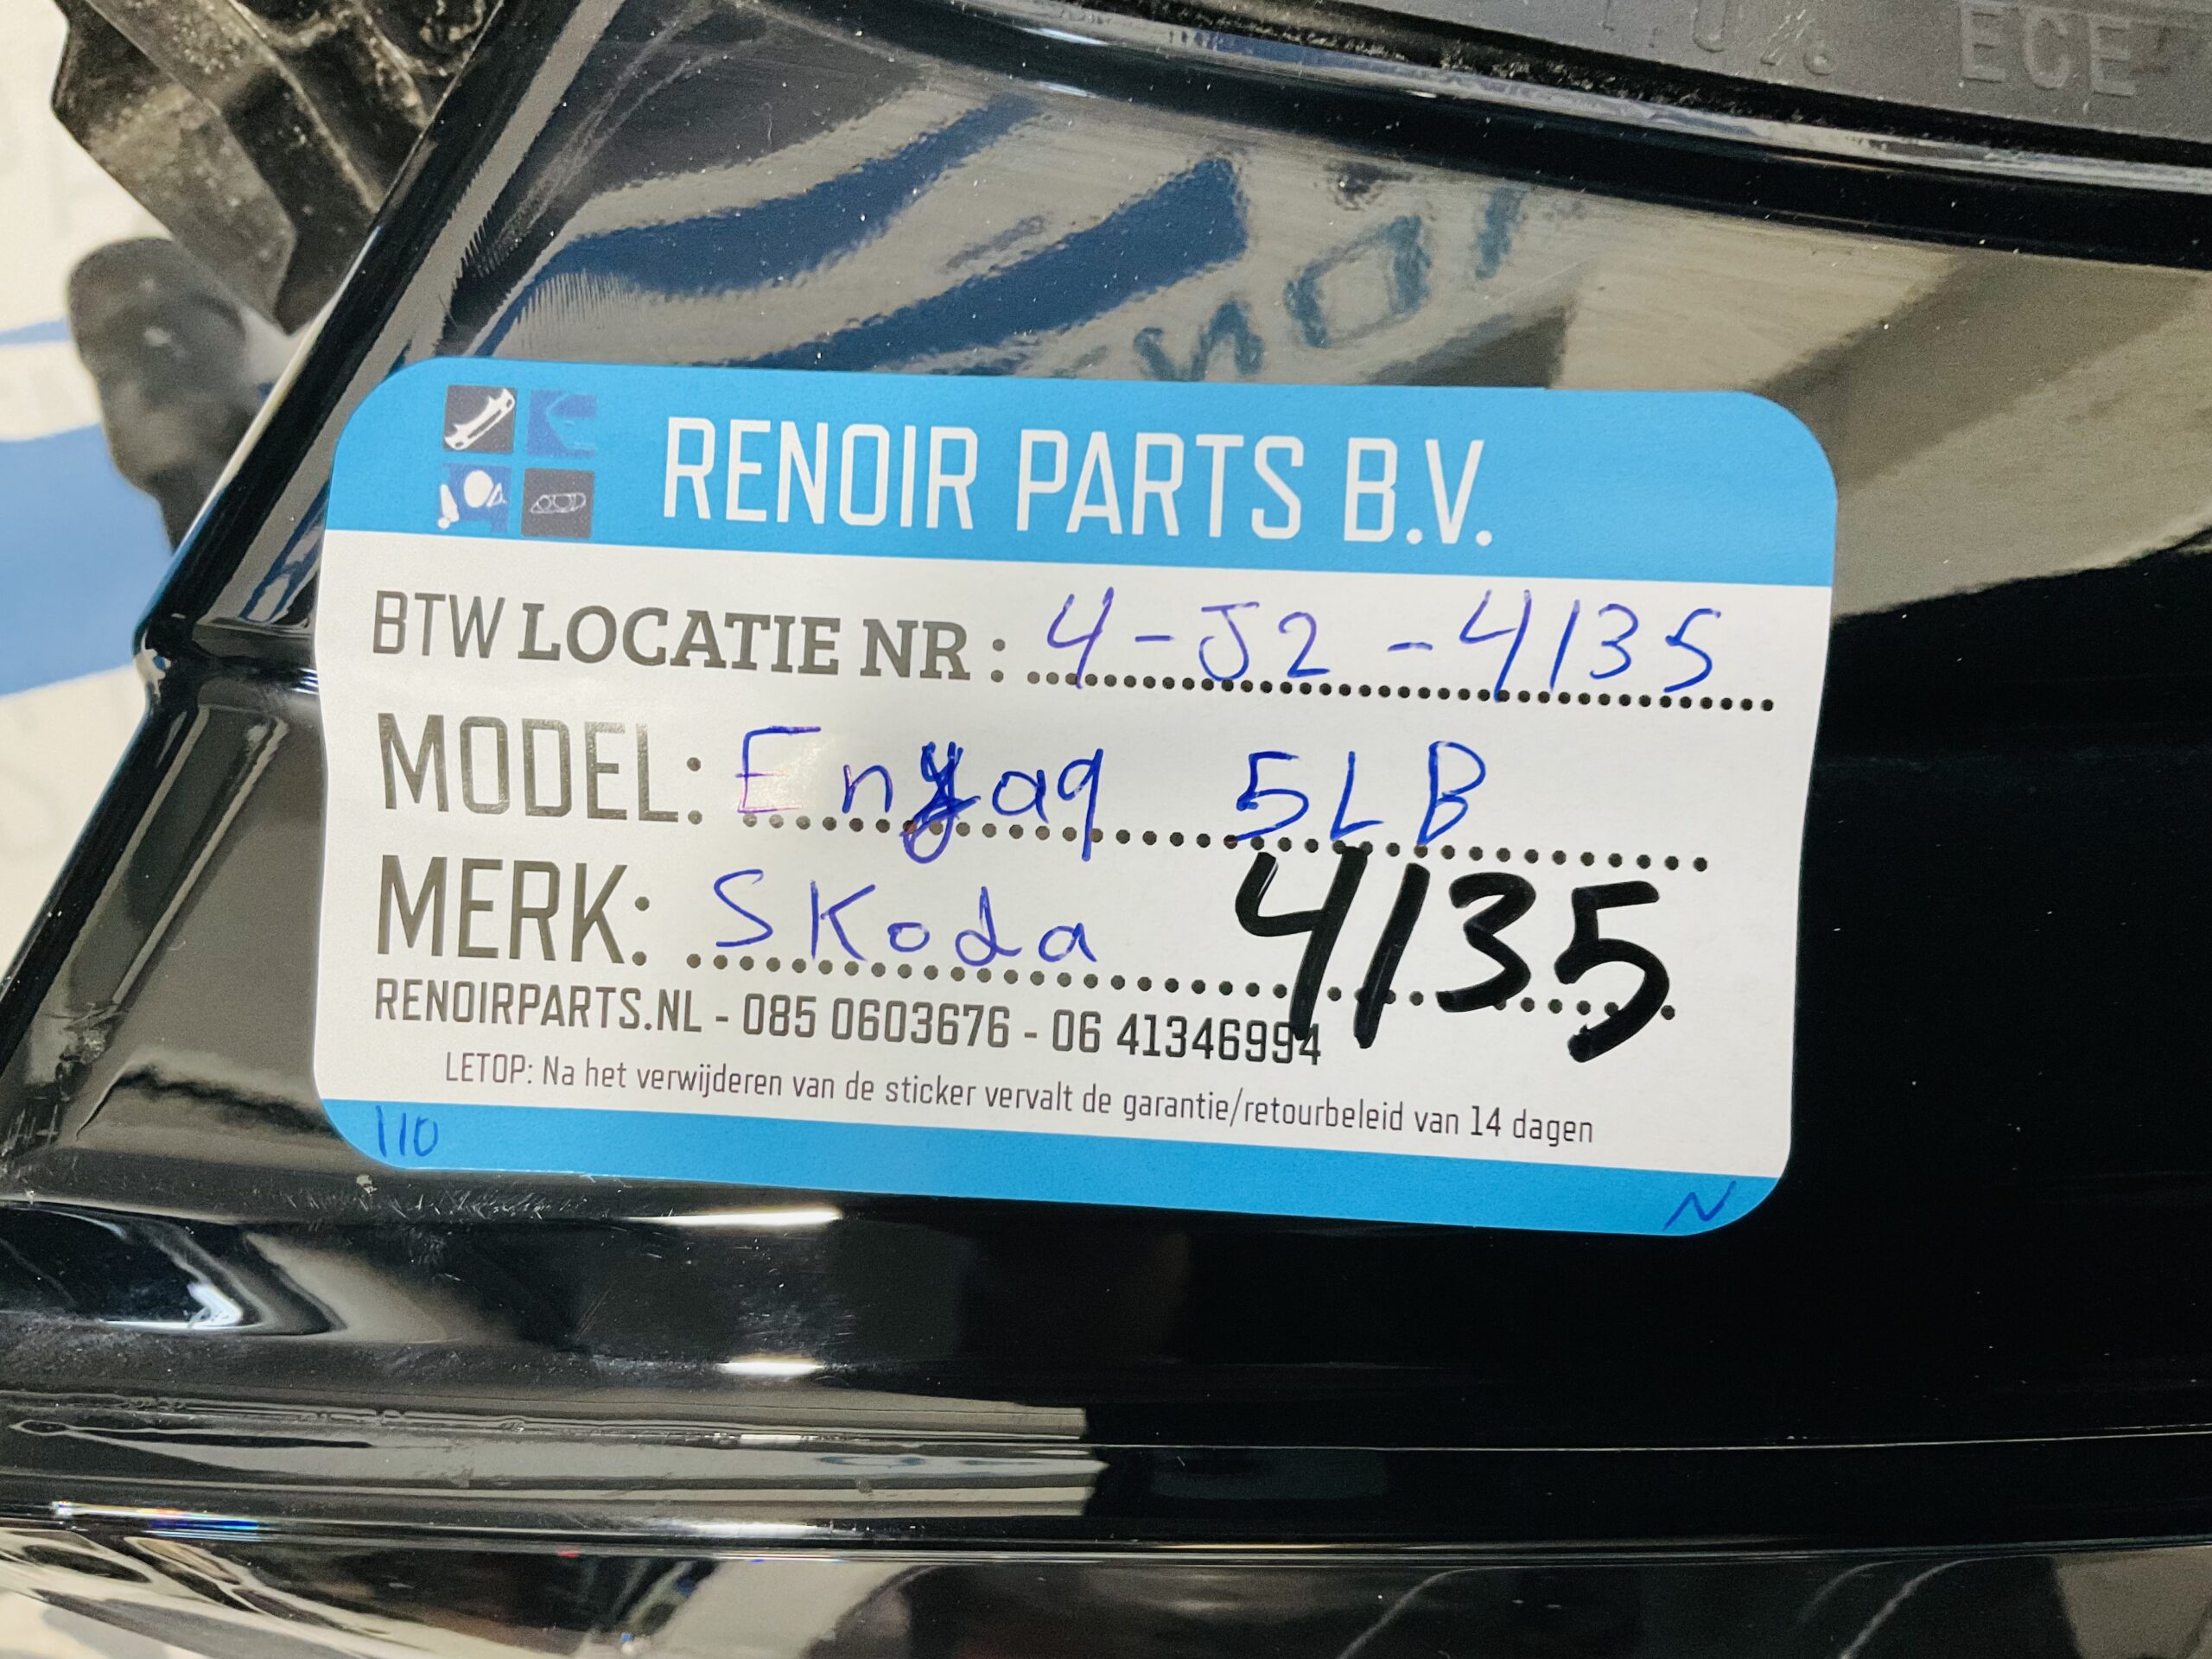 ECE
RENOIR PARTS B.V.
BTW LOCATIE NR : 4-J2-4135
MODEL: Enyaq 5LB
MERK: Skoda 4135
RENOIRPARTS.NL - 085 0603676 - 06 41346994
LETOP: Na het verwijderen van de sticker vervalt de garantie/retourbeleid van 14 dagen
110
N